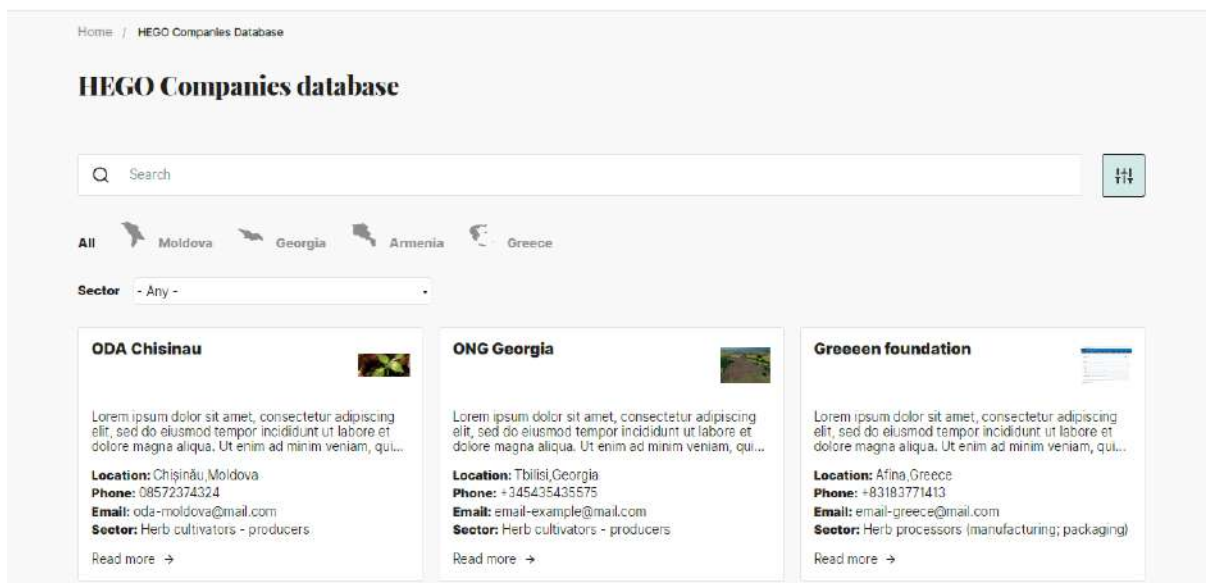 Home / HEGO Companies Database
HEGO Companies database
Search
All Moldova Georgia Armenia Greece
Sector - Any -
ODA Chisinau
Lorem ipsum dolor sit amet, consectetur adipiscing
elit, sed do eiusmod tempor incididunt ut labore et
dolore magna aliqua. Ut enim ad minim veniam, qui...
Location: Chișinău,Moldova
Phone: 08572374324
Email: oda-moldova@mail.com
Sector: Herb cultivators - producers
Read more →
ONG Georgia
Lorem ipsum dolor sit amet, consectetur adipiscing
elit, sed do eiusmod tempor incididunt ut labore et
dolore magna aliqua. Ut enim ad minim veniam, qui...
Location: Tbilisi,Georgia
Phone: +345435435575
Email: email-example@mail.com
Sector: Herb cultivators - producers
Read more →
Greeeen foundation
Lorem ipsum dolor sit amet, consectetur adipiscing
elit, sed do eiusmod tempor incididunt ut labore et
dolore magna aliqua. Ut enim ad minim veniam, qui...
Location: Afina,Greece
Phone: +83183771413
Email: email-greece@mail.com
Sector: Herb processors (manufacturing; packaging)
Read more →